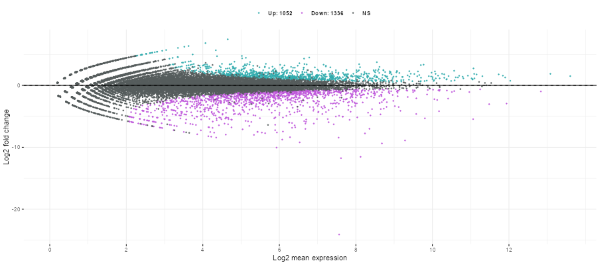 Up: 1952 Down: 1336 NS
0
-10
-20
Log2 fold change
0 2 4 6 8 10 12
Log2 mean expression